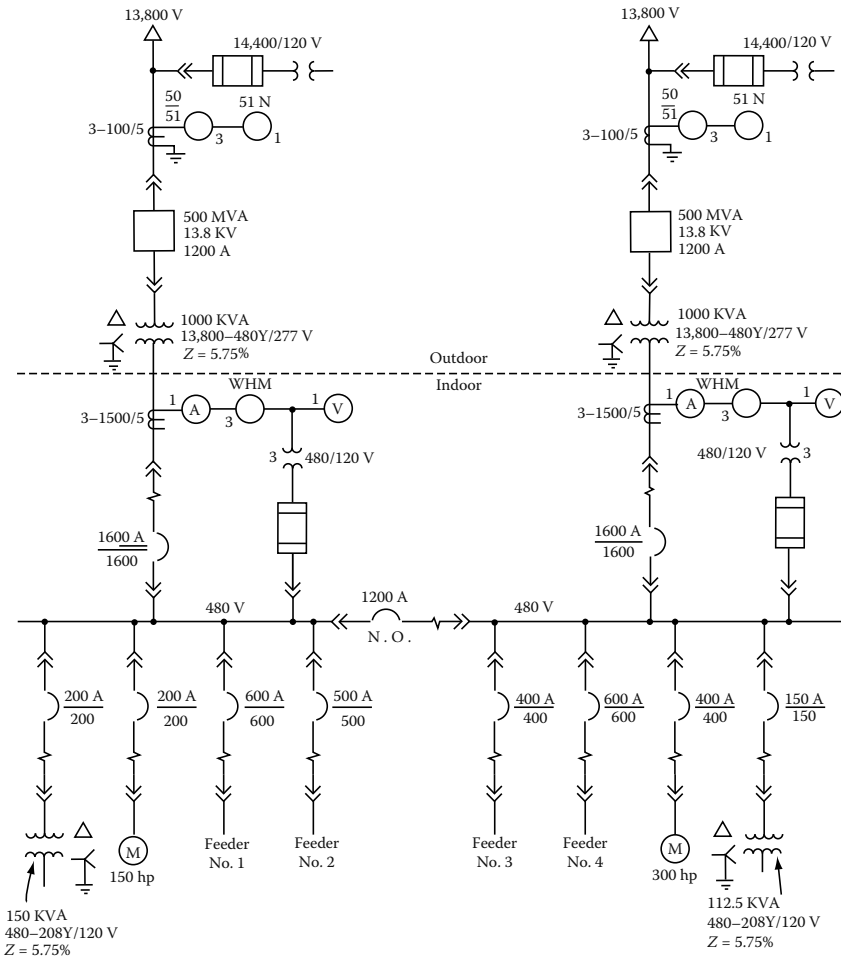 13,800 V
13,800 V
14,400/120 V
14,400/120 V
50
51
51 N
50
51
51 N
3–100/5
3
1
3–100/5
3
1
500 MVA
13.8 KV
1200 A
500 MVA
13.8 KV
1200 A
1000 KVA
13,800–480Y/277 V
Z = 5.75%
1000 KVA
13,800–480Y/277 V
Z = 5.75%
Outdoor
Indoor
WHM
WHM
3–1500/5
1
A
3
1
V
3–1500/5
1
A
3
1
V
3
480/120 V
480/120 V
3
1600 A
1600
1600 A
1600
480 V
1200 A
N.O.
480 V
200 A
200
200 A
200
600 A
600
500 A
500
400 A
400
600 A
600
400 A
400
150 A
150
M
150 hp
Feeder
No. 1
Feeder
No. 2
Feeder
No. 3
Feeder
No. 4
M
300 hp
150 KVA
480–208Y/120 V
Z = 5.75%
112.5 KVA
480–208Y/120 V
Z = 5.75%